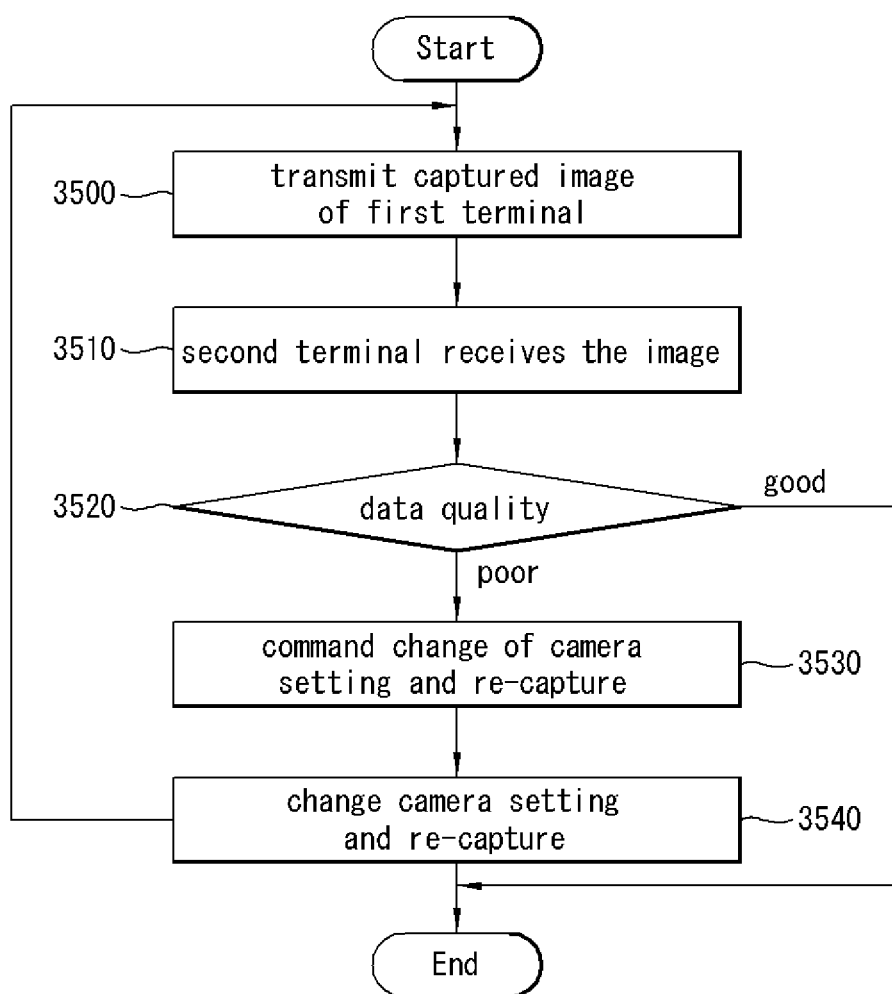 Start
3500
transmit captured image
of first terminal
3510
second terminal receives the image
3520
data quality
good
poor
command change of camera
setting and re-capture
3530
change camera setting
and re-capture
3540
End